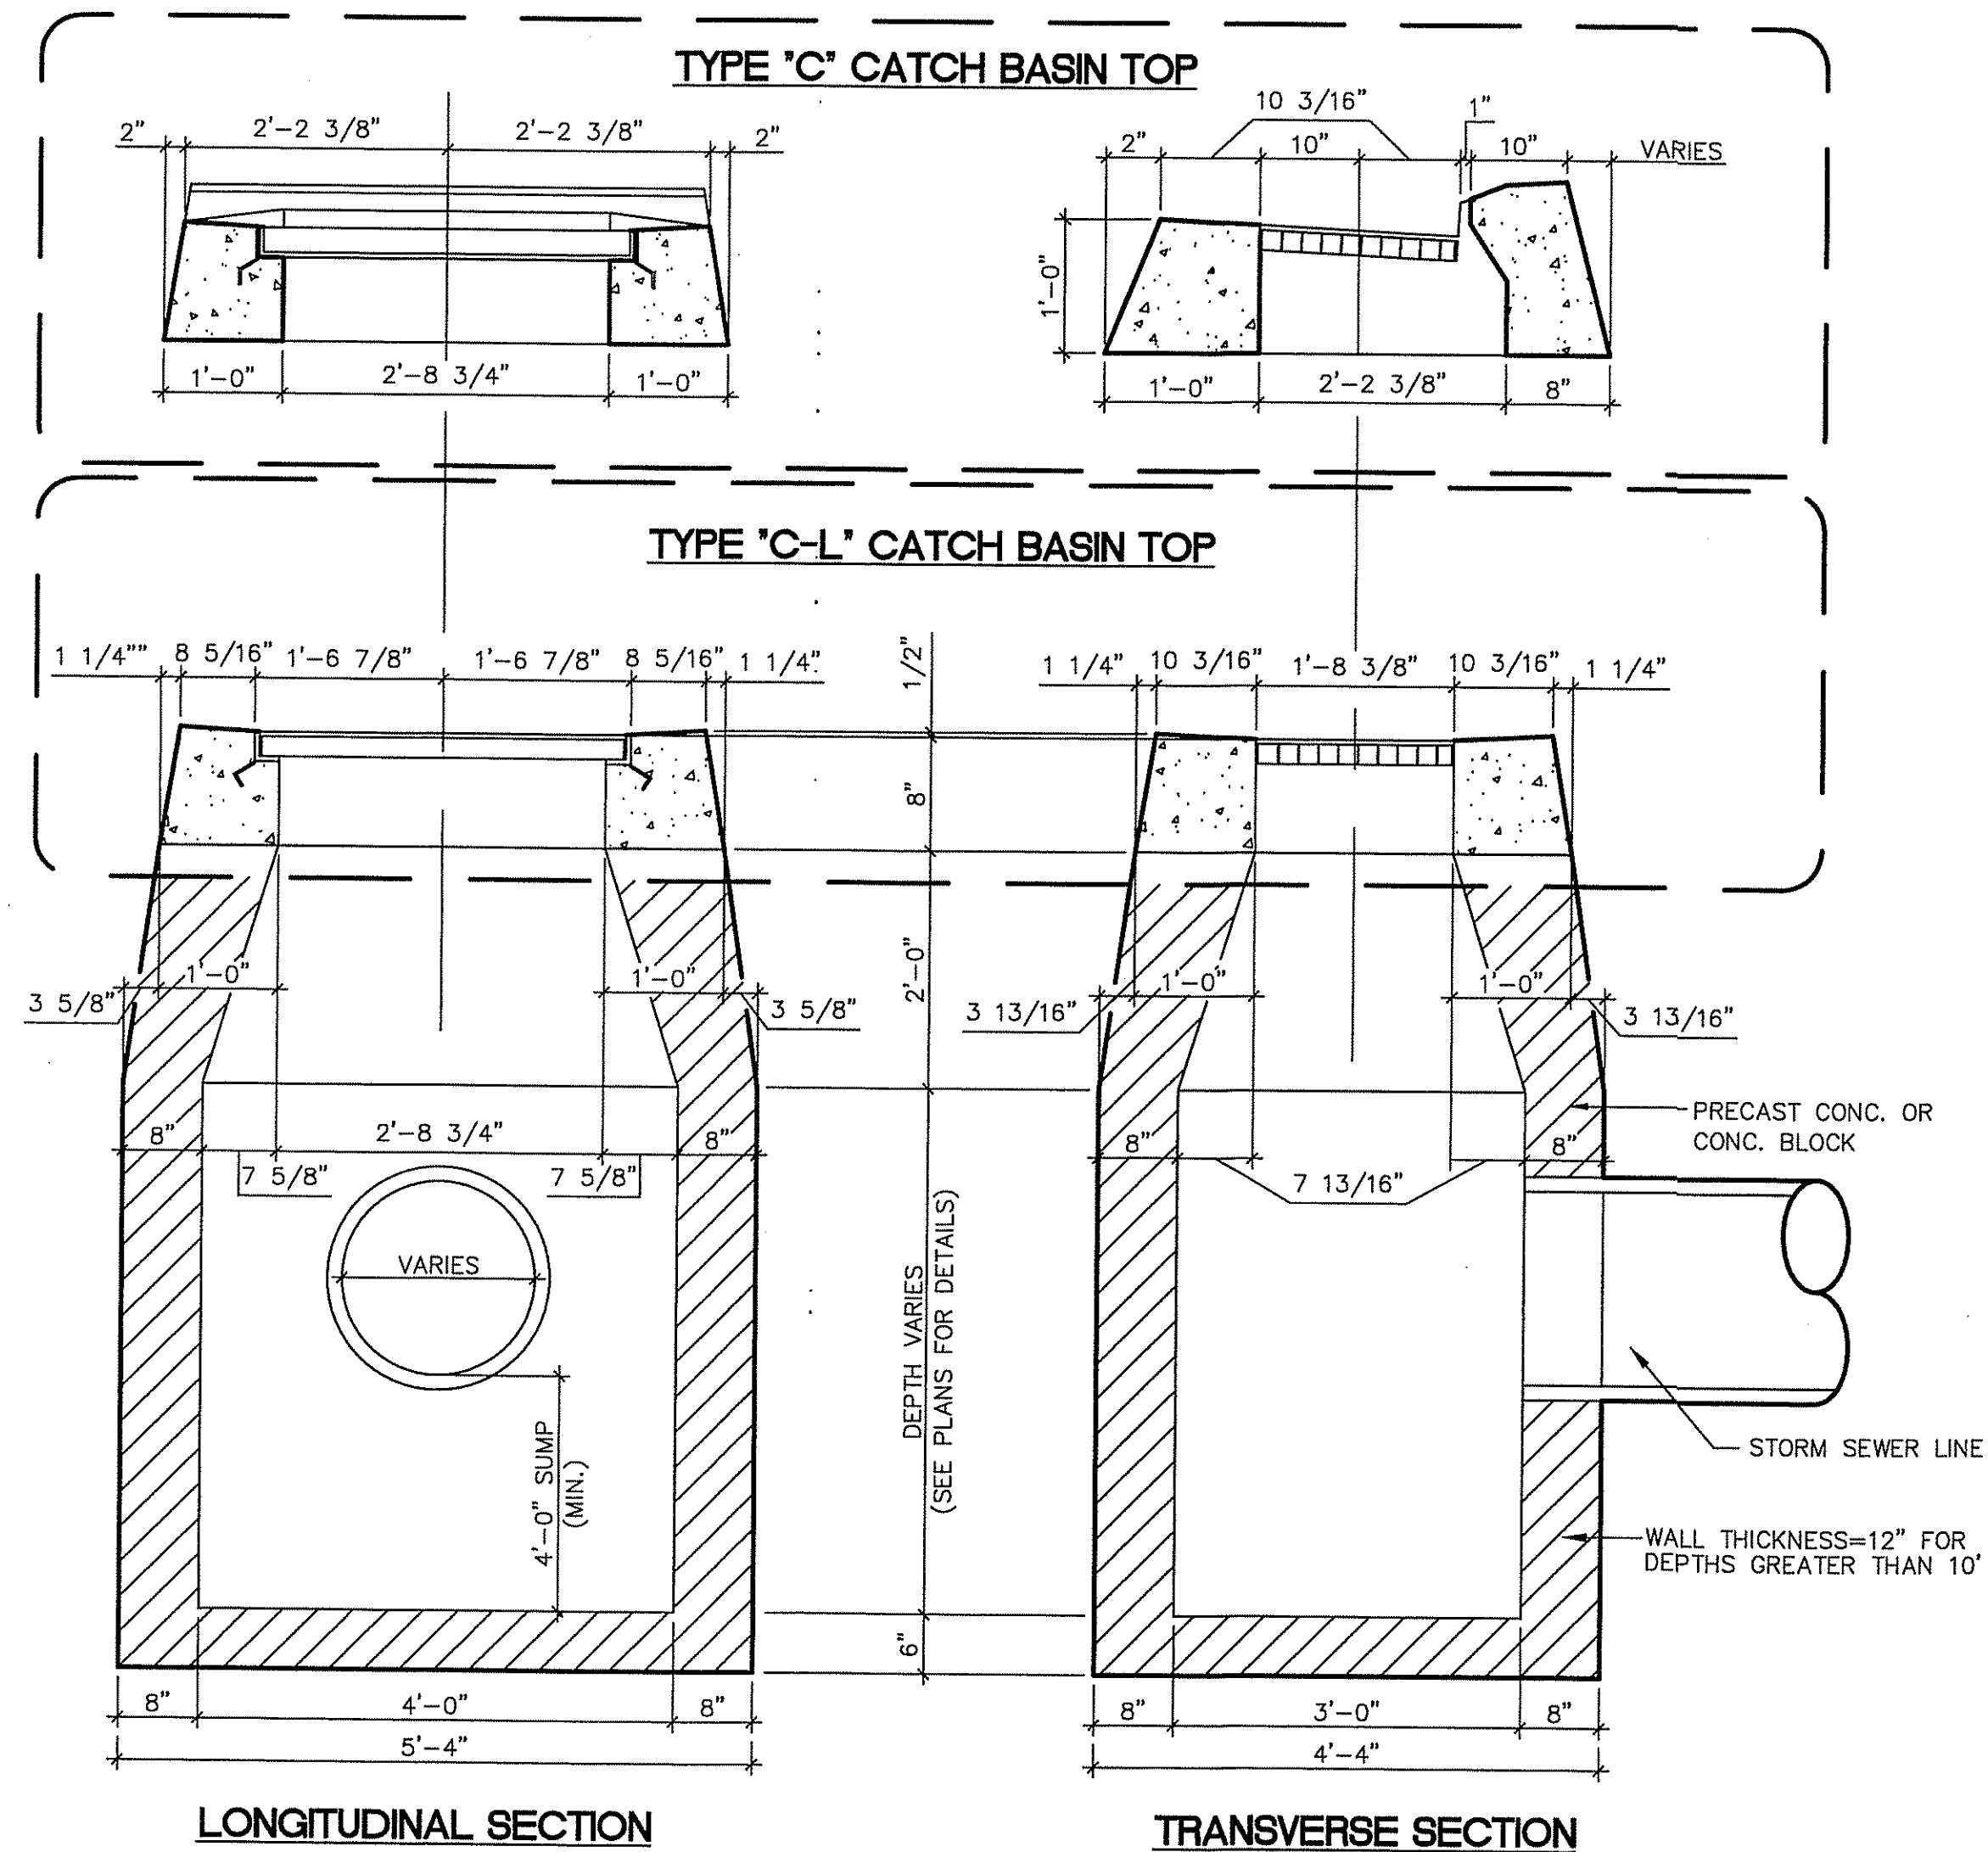 TYPE "C" CATCH BASIN TOP
2" 2'-2 3/8" 2'-2 3/8" 2"
1'-0" 2'-8 3/4" 1'-0"
10 3/16" 1"
2" 10" 10" VARIES
1'-0"
1'-0" 2'-2 3/8" 8"
TYPE "C-L" CATCH BASIN TOP
1 1/4"" 8 5/16" 1'-6 7/8" 1'-6 7/8" 8 5/16" 1 1/4"
1/2"
1 1/4" 10 3/16" 1'-8 3/8" 10 3/16" 1 1/4"
8"
2'-0"
1'-0" 1'-0"
3 5/8" 3 5/8"
1'-0" 1'-0"
3 13/16" 3 13/16"
PRECAST CONC. OR
CONC. BLOCK
8" 2'-8 3/4" 8"
7 5/8" 7 5/8"
8" 8"
7 13/16"
VARIES
DEPTH VARIES
(SEE PLANS FOR DETAILS)
4'-0" SUMP
(MIN.)
STORM SEWER LINE
WALL THICKNESS=12" FOR
DEPTHS GREATER THAN 10'
6"
8" 4'-0" 8"
5'-4"
8" 3'-0" 8"
4'-4"
LONGITUDINAL SECTION
TRANSVERSE SECTION